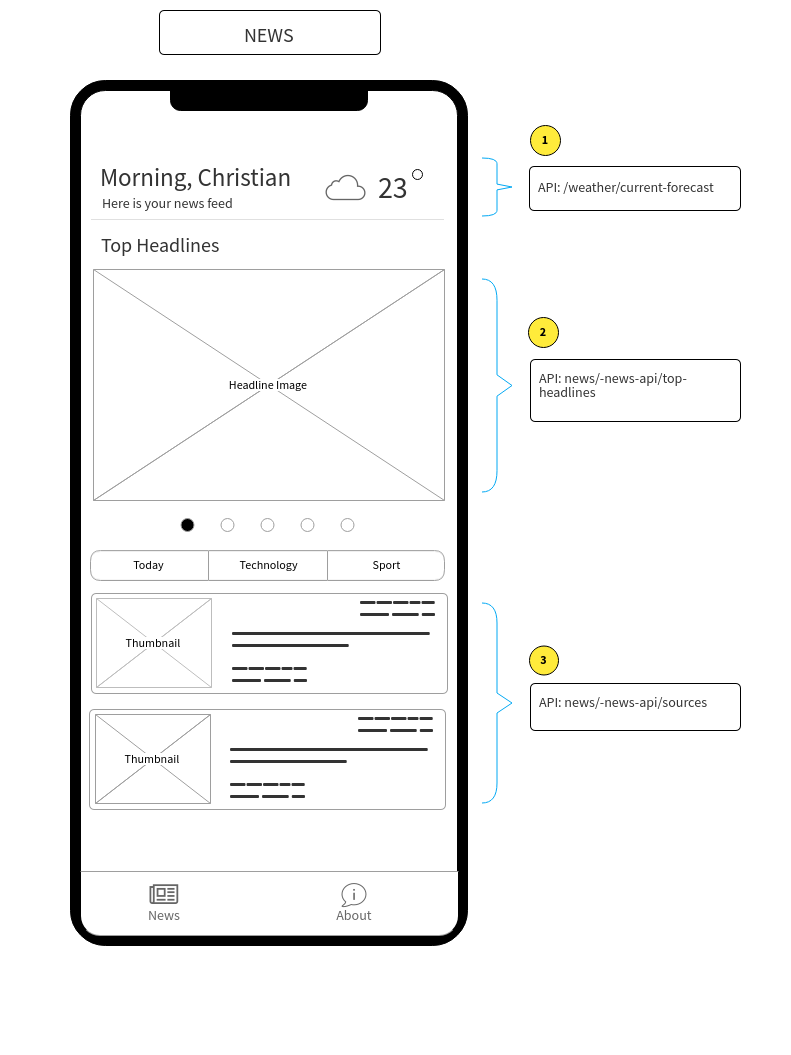 NEWS
Morning, Christian
23
Here is your news feed
Top Headlines
Headline Image
Today
Technology
Sport
Thumbnail
Thumbnail
News
About
1
API: /weather/current-forecast
2
API: news/-news-api/top-
headlines
3
API: news/-news-api/sources